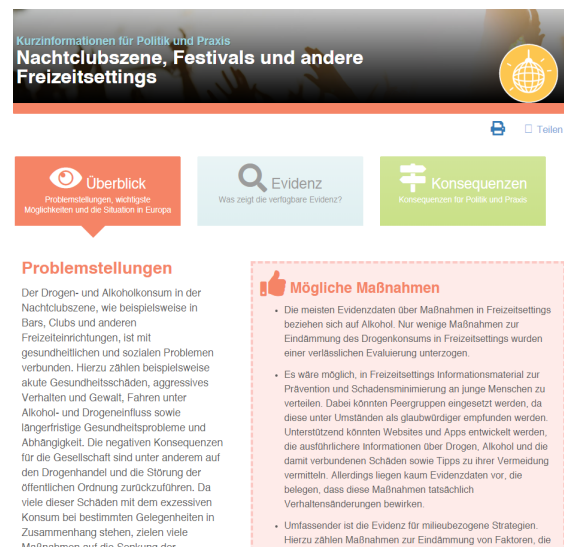 Kurzinformationen für Politik und Praxis
Nachtclubszene, Festivals und andere
Freizeitsettings
Teilen
Überblick
Problemstellungen, wichtigste
Möglichkeiten und die Situation in Europa
Evidenz
Was zeigt die verfügbare Evidenz?
Konsequenzen
Konsequenzen für Politik und Praxis
Problemstellungen
Der Drogen- und Alkoholkonsum in der
Nachtclubszene, wie beispielsweise in
Bars, Clubs und anderen
Freizeiteinrichtungen, ist mit
gesundheitlichen und sozialen Problemen
verbunden. Hierzu zählen beispielsweise
akute Gesundheitsschäden, aggressives
Verhalten und Gewalt, Fahren unter
Alkohol- und Drogeneinfluss sowie
längerfristige Gesundheitsprobleme und
Abhängigkeit. Die negativen Konsequenzen
für die Gesellschaft sind unter anderem auf
den Drogenhandel und die Störung der
öffentlichen Ordnung zurückzuführen. Da
viele dieser Schäden mit dem exzessiven
Konsum bei bestimmten Gelegenheiten in
Zusammenhang stehen, zielen viele
Maßnahmen auf die Senkung der
Mögliche Maßnahmen
• Die meisten Evidenzdaten über Maßnahmen in Freizeitsettings
beziehen sich auf Alkohol. Nur wenige Maßnahmen zur
Eindämmung des Drogenkonsums in Freizeitsettings wurden
einer verlässlichen Evaluierung unterzogen.
• Es wäre möglich, in Freizeitsettings Informationsmaterial zur
Prävention und Schadensminimierung an junge Menschen zu
verteilen. Dabei könnten Peergruppen eingesetzt werden, da
diese unter Umständen als glaubwürdiger empfunden werden.
Unterstützend könnten Websites und Apps entwickelt werden,
die ausführlichere Informationen über Drogen, Alkohol und die
damit verbundenen Schäden sowie Tipps zu ihrer Vermeidung
vermitteln. Allerdings liegen kaum Evidenzdaten vor, die
belegen, dass diese Maßnahmen tatsächlich
Verhaltensänderungen bewirken.
• Umfassender ist die Evidenz für milieubezogene Strategien.
Hierzu zählen Maßnahmen zur Eindämmung von Faktoren, die